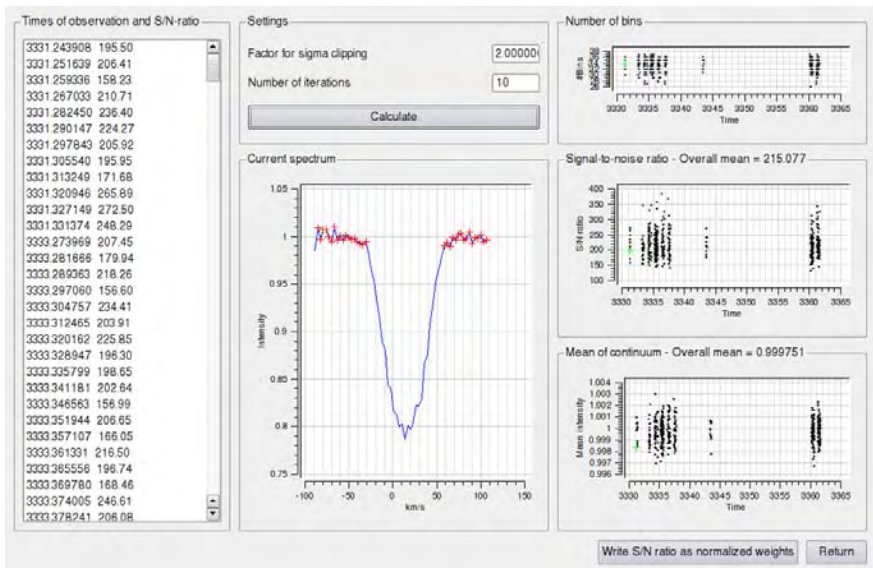 Times of observation and S/N-ratio
3331.243908 195.50
3331.251639 206.41
3331.259336 158.23
3331.267033 210.71
3331.282450 236.40
3331.290147 224.27
3331.297843 205.92
3331.305540 195.95
3331.313249 171.68
3331.320946 265.89
3331.327149 272.50
3331.331374 248.29
3333.273969 207.45
3333.281666 179.94
3333.289363 218.26
3333.297060 156.60
3333.304757 234.41
3333.312465 203.91
3333.320162 225.85
3333.328947 196.30
3333.335799 198.65
3333.341181 202.64
3333.346563 156.99
3333.351944 206.65
3333.357107 166.05
3333.361331 216.50
3333.365556 196.74
3333.369780 168.46
3333.374005 246.61
3333.378241 206.08
Settings
Factor for sigma clipping 2.000000
Number of iterations 10
Calculate
Current spectrum
1.05
1
0.95
0.9
0.85
0.8
0.75
Intensity
-100 -50 0 50 100 150
km/s
Number of bins
#Bins
3330 3335 3340 3345 3350 3355 3360 3365
Time
Signal-to-noise ratio - Overall mean = 215.077
400
350
300
250
200
150
100
S/N ratio
3330 3335 3340 3345 3350 3355 3360 3365
Time
Mean of continuum - Overall mean = 0.999751
1.004
1.003
1.002
1.001
1
0.999
0.998
0.997
0.996
Mean intensity
3330 3335 3340 3345 3350 3355 3360 3365
Time
Write S/N ratio as normalized weights
Return